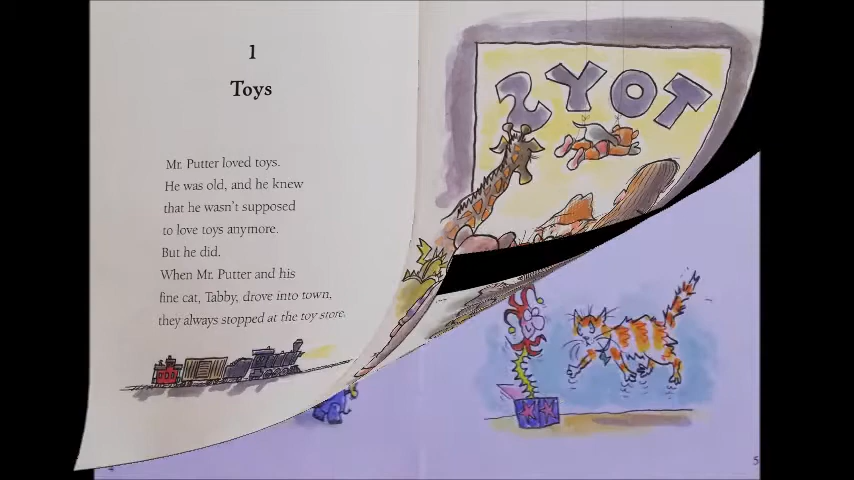 1
Toys
Mr. Putter loved toys.
He was old, and he knew
that he wasn't supposed
to love toys anymore.
But he did.
When Mr. Putter and his
fine cat, Tabby, drove into town,
they always stopped at the toy store.
TOYS
5